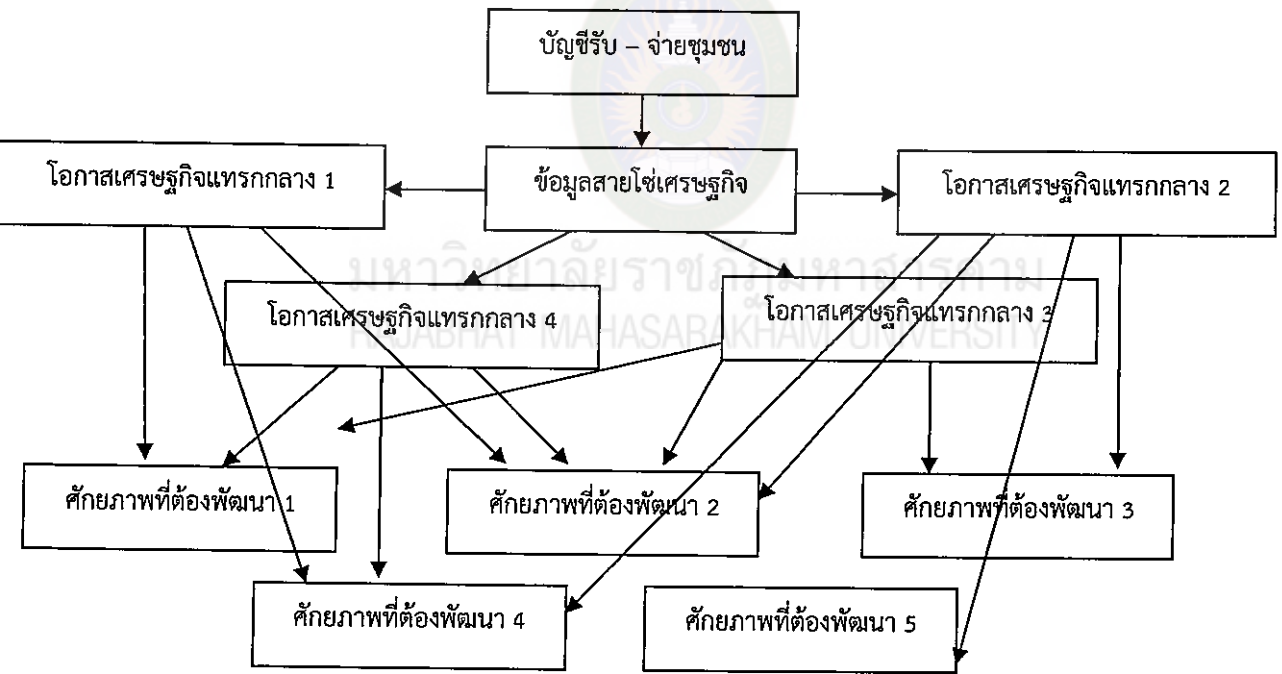 บัญชีรับ – จ่ายชุมชน
โอกาสเศรษฐกิจแทรกกลาง 1
ข้อมูลสายโซ่เศรษฐกิจ
โอกาสเศรษฐกิจแทรกกลาง 2
มหาวิทยาลัยราชภัฏมหาสารคาม
โอกาสเศรษฐกิจแทรกกลาง 4
โอกาสเศรษฐกิจแทรกกลาง 3
RAJABHAT MAHASARAKHAM UNIVERSITY
ศักยภาพที่ต้องพัฒนา 1
ศักยภาพที่ต้องพัฒนา 2
ศักยภาพที่ต้องพัฒนา 3
ศักยภาพที่ต้องพัฒนา 4
ศักยภาพที่ต้องพัฒนา 5